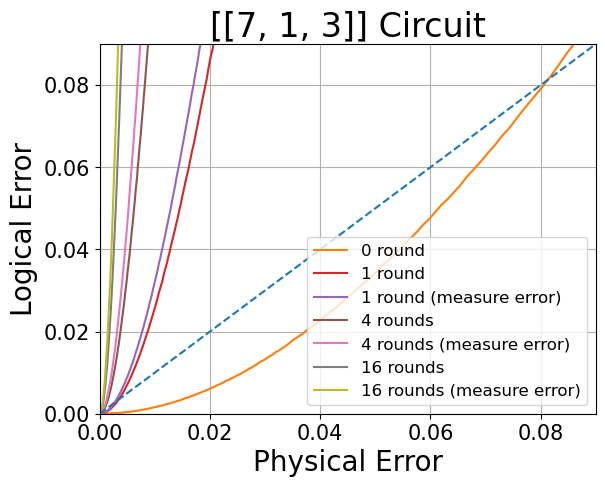 [[7, 1, 3]] Circuit
Logical Error
0.08
0.06
0.04
0.02
0.00
0 round
1 round
1 round (measure error)
4 rounds
4 rounds (measure error)
16 rounds
16 rounds (measure error)
0.00 0.02 0.04 0.06 0.08
Physical Error